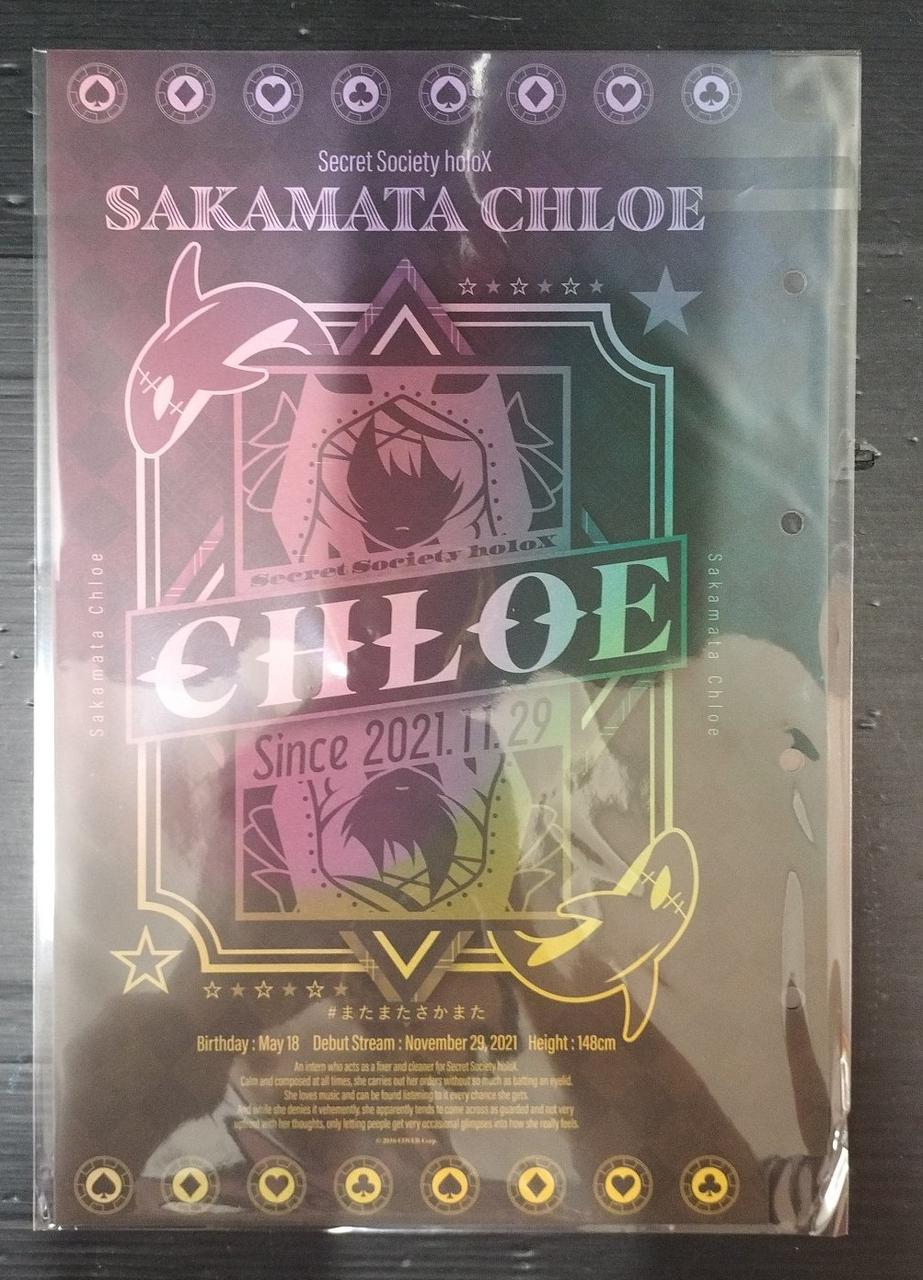 Secret Society holoX
SAKAMATA CHLOE
Sakamata Chloe
Secret Society holoX
CHLOE
Since 2021.11.29
Sakamata Chloe
#またまたさかまた
Birthday : May 18 Debut Stream : November 29, 2021 Height : 148cm
An intern who acts as a fixer and cleaner for Secret Society holoX.
Calm and composed at all times, she carries out her orders without so much as batting an eyelid.
She loves music and can be found listening to it every chance she gets.
And while she denies it vehemently, she apparently tends to come across as guarded and not very
upfront with her thoughts, only letting people get very occasional glimpses into how she really feels.
© 2016 COVER Corp.